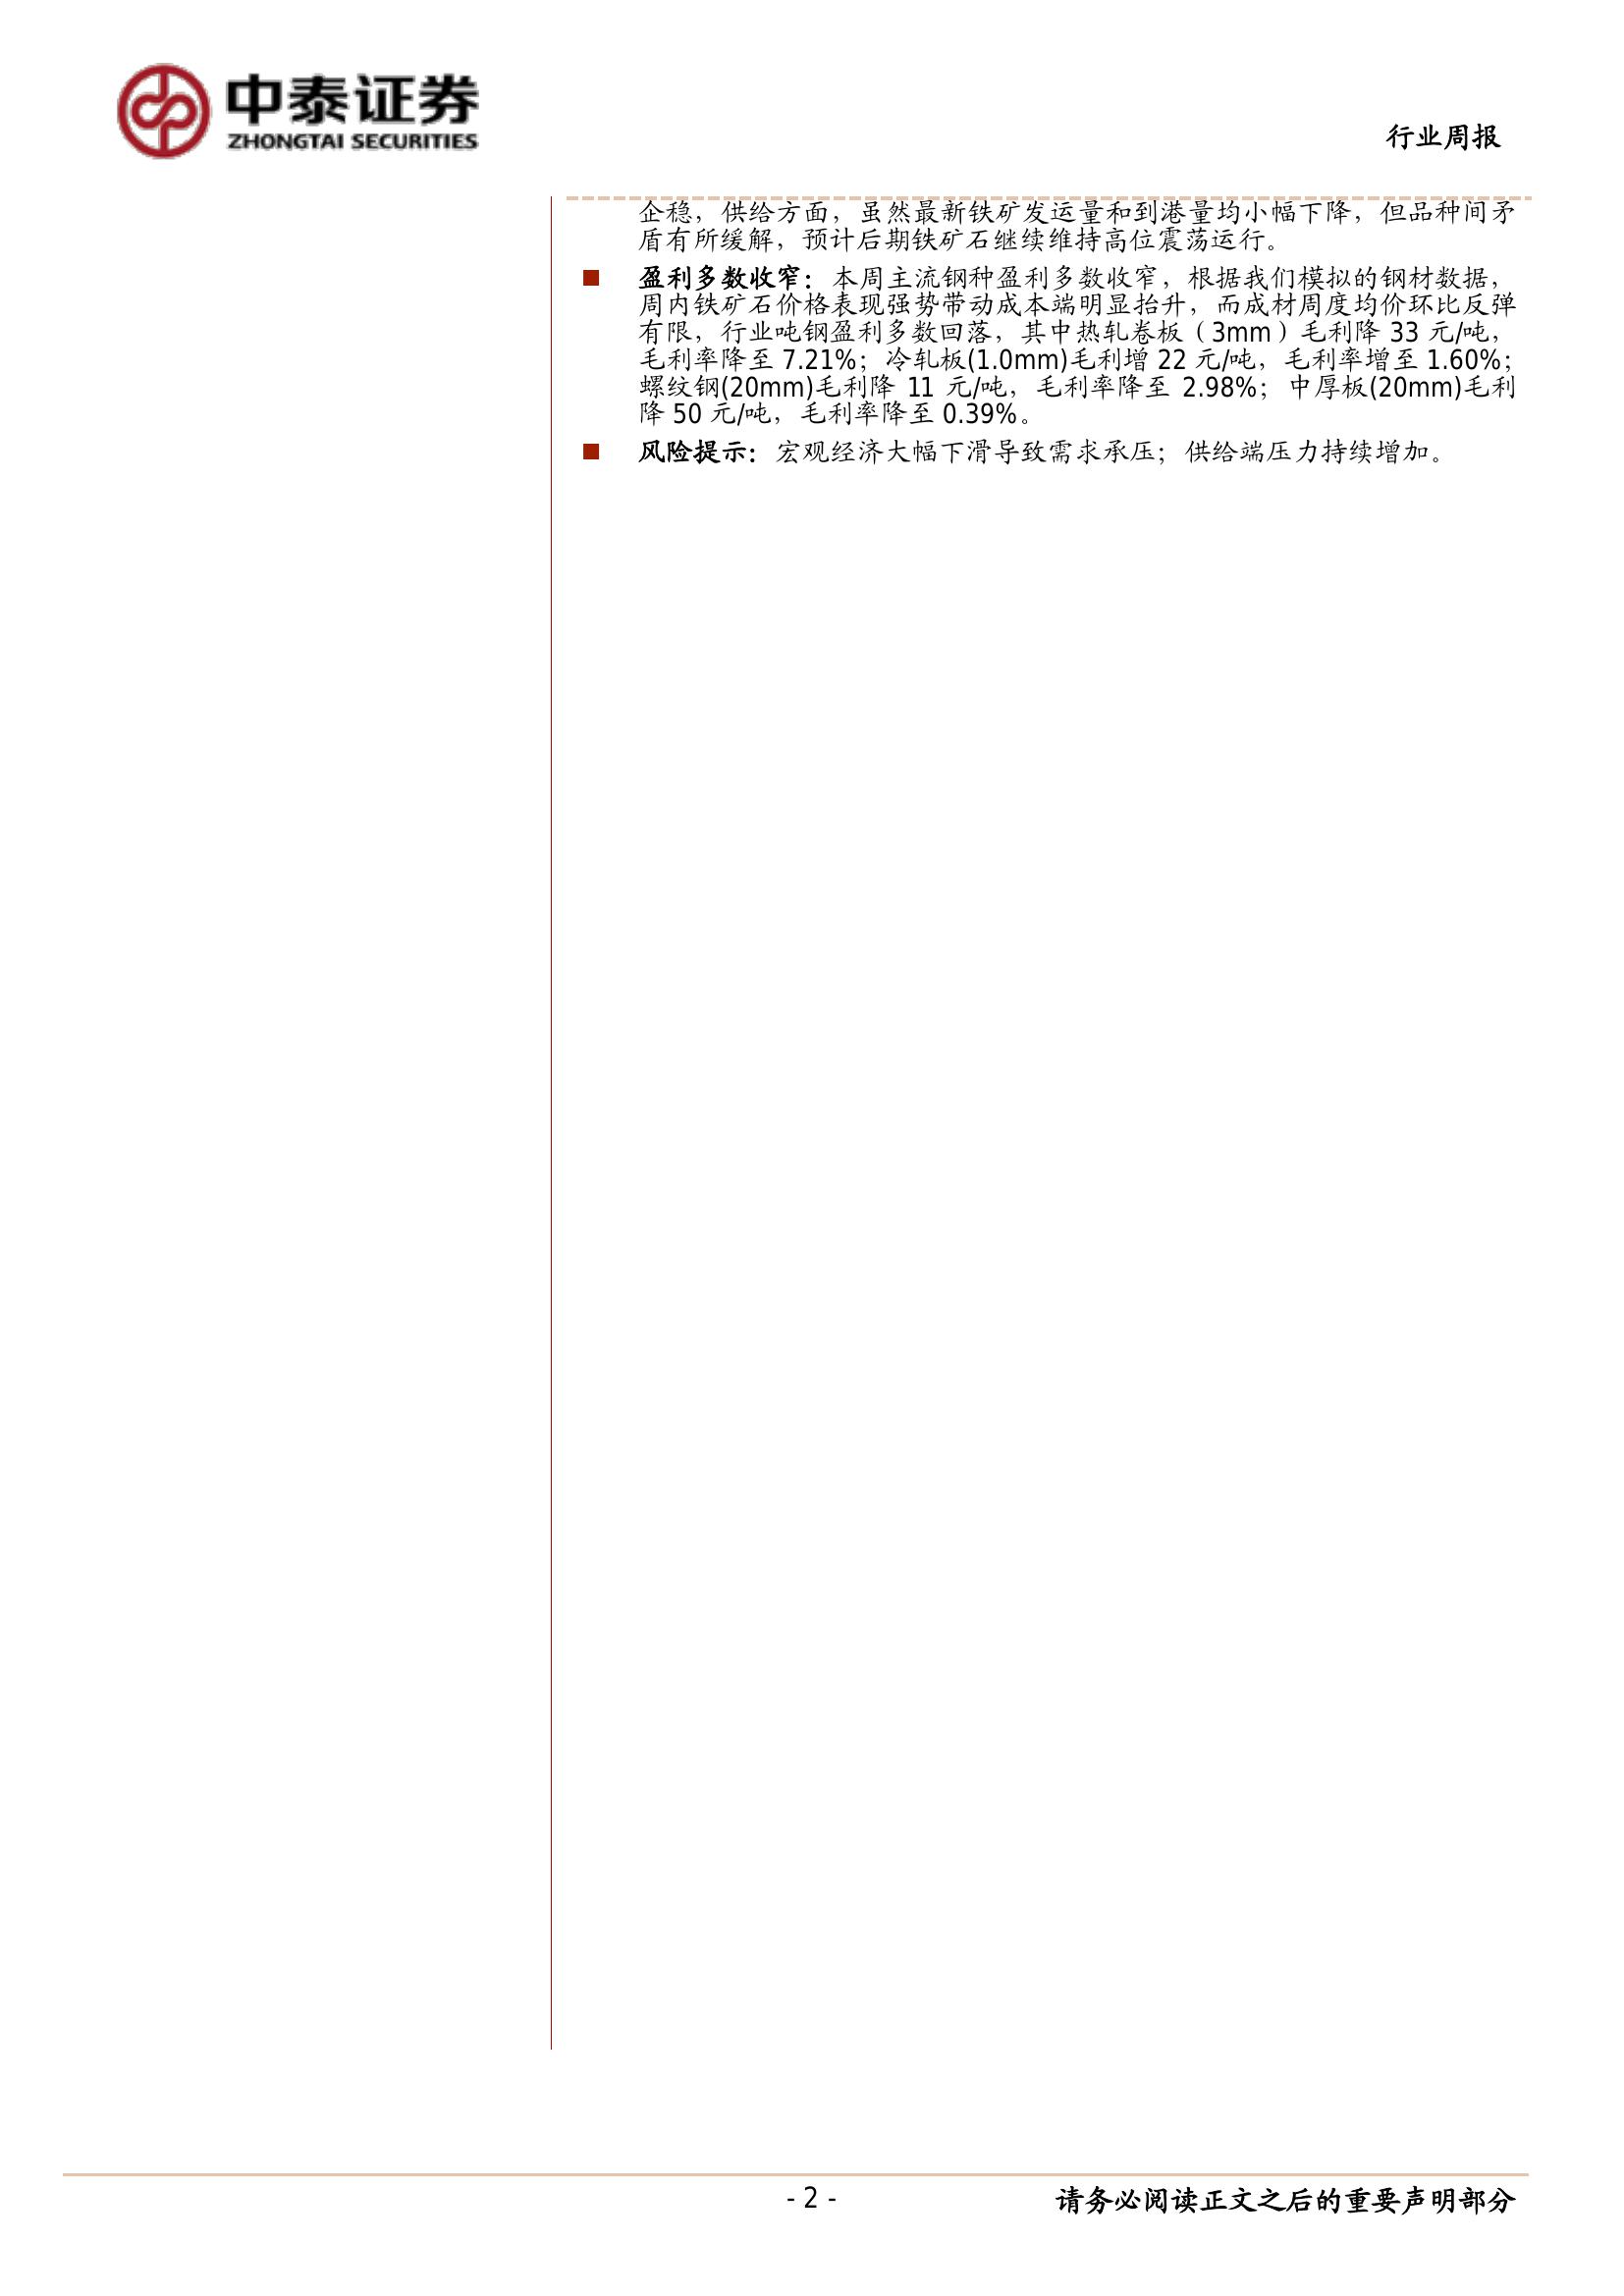 中泰证券
ZHONGTAI SECURITIES
行业周报
企稳，供给方面，虽然最新铁矿发运量和到港量均小幅下降，但品种间矛
盾有所缓解，预计后期铁矿石继续维持高位震荡运行。
■ 盈利多数收窄：本周主流钢种盈利多数收窄，根据我们模拟的钢材数据，
周内铁矿石价格表现强势带动成本端明显抬升，而成材周度均价环比反弹
有限，行业吨钢盈利多数回落，其中热轧卷板（3mm）毛利降 33 元/吨，
毛利率降至 7.21%；冷轧板(1.0mm)毛利增 22 元/吨，毛利率增至 1.60%；
螺纹钢(20mm)毛利降 11 元/吨，毛利率降至 2.98%；中厚板(20mm)毛利
降 50 元/吨，毛利率降至 0.39%。
■ 风险提示：宏观经济大幅下滑导致需求承压；供给端压力持续增加。
- 2 -
请务必阅读正文之后的重要声明部分